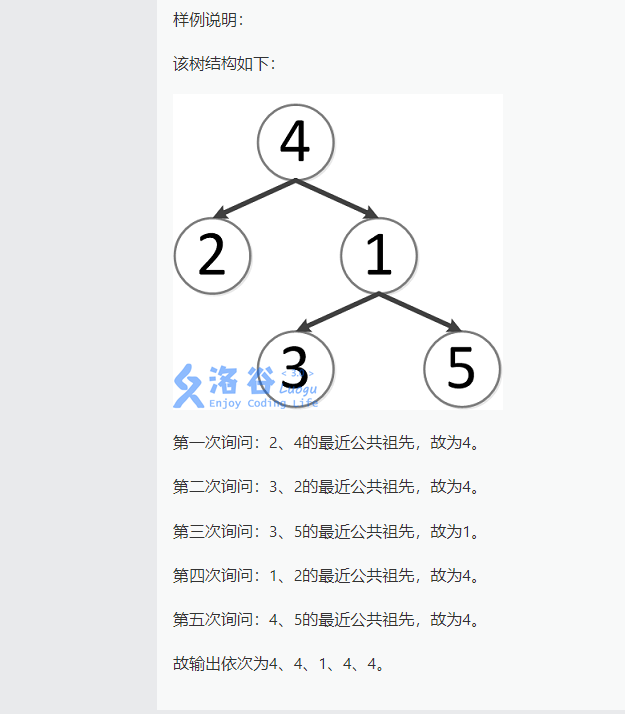 样例说明：
该树结构如下：
4
2
1
3
5
洛谷
< 3.0 >
Luogu
Enjoy Coding Life
第一次询问：2、4的最近公共祖先，故为4。
第二次询问：3、2的最近公共祖先，故为4。
第三次询问：3、5的最近公共祖先，故为1。
第四次询问：1、2的最近公共祖先，故为4。
第五次询问：4、5的最近公共祖先，故为4。
故输出依次为4、4、1、4、4。